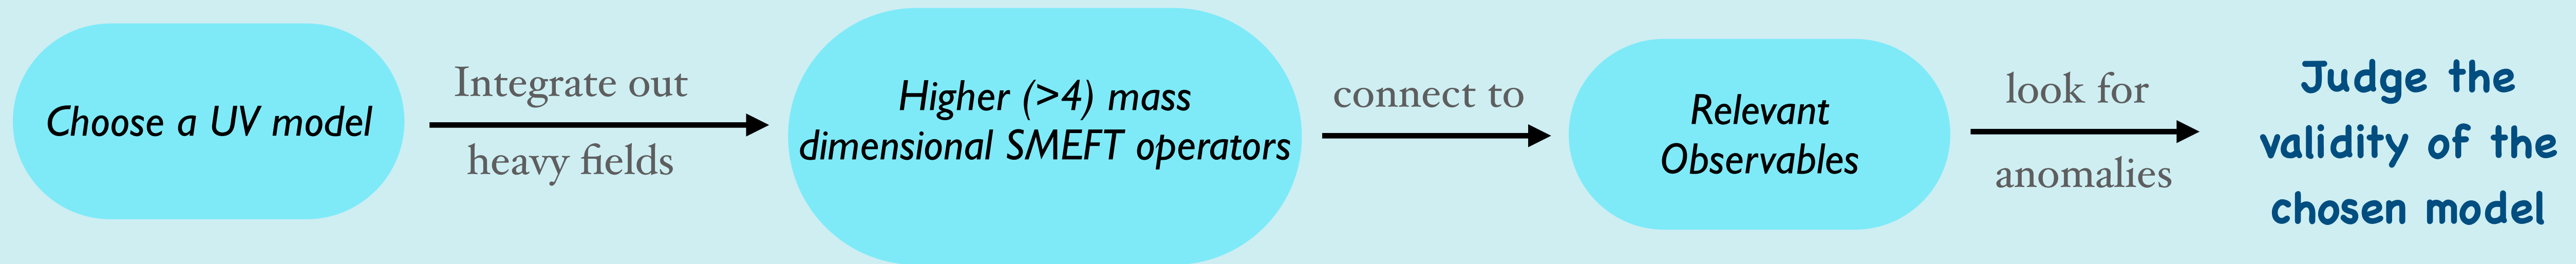 Choose a UV model
Integrate out
heavy fields
Higher (>4) mass
dimensional SMEFT operators
connect to
Relevant
Observables
look for
anomalies
Judge the
validity of the
chosen model